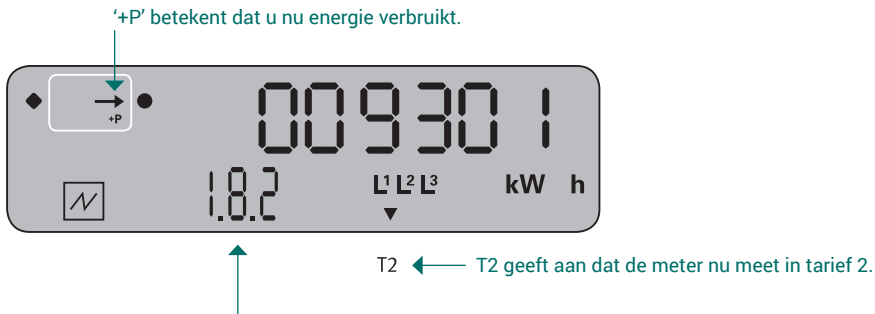 ‘+P’ betekent dat u nu energie verbruikt.
+P
009301
1.8.2
L1 L2 L3
kW h
T2
T2 geeft aan dat de meter nu meet in tarief 2.